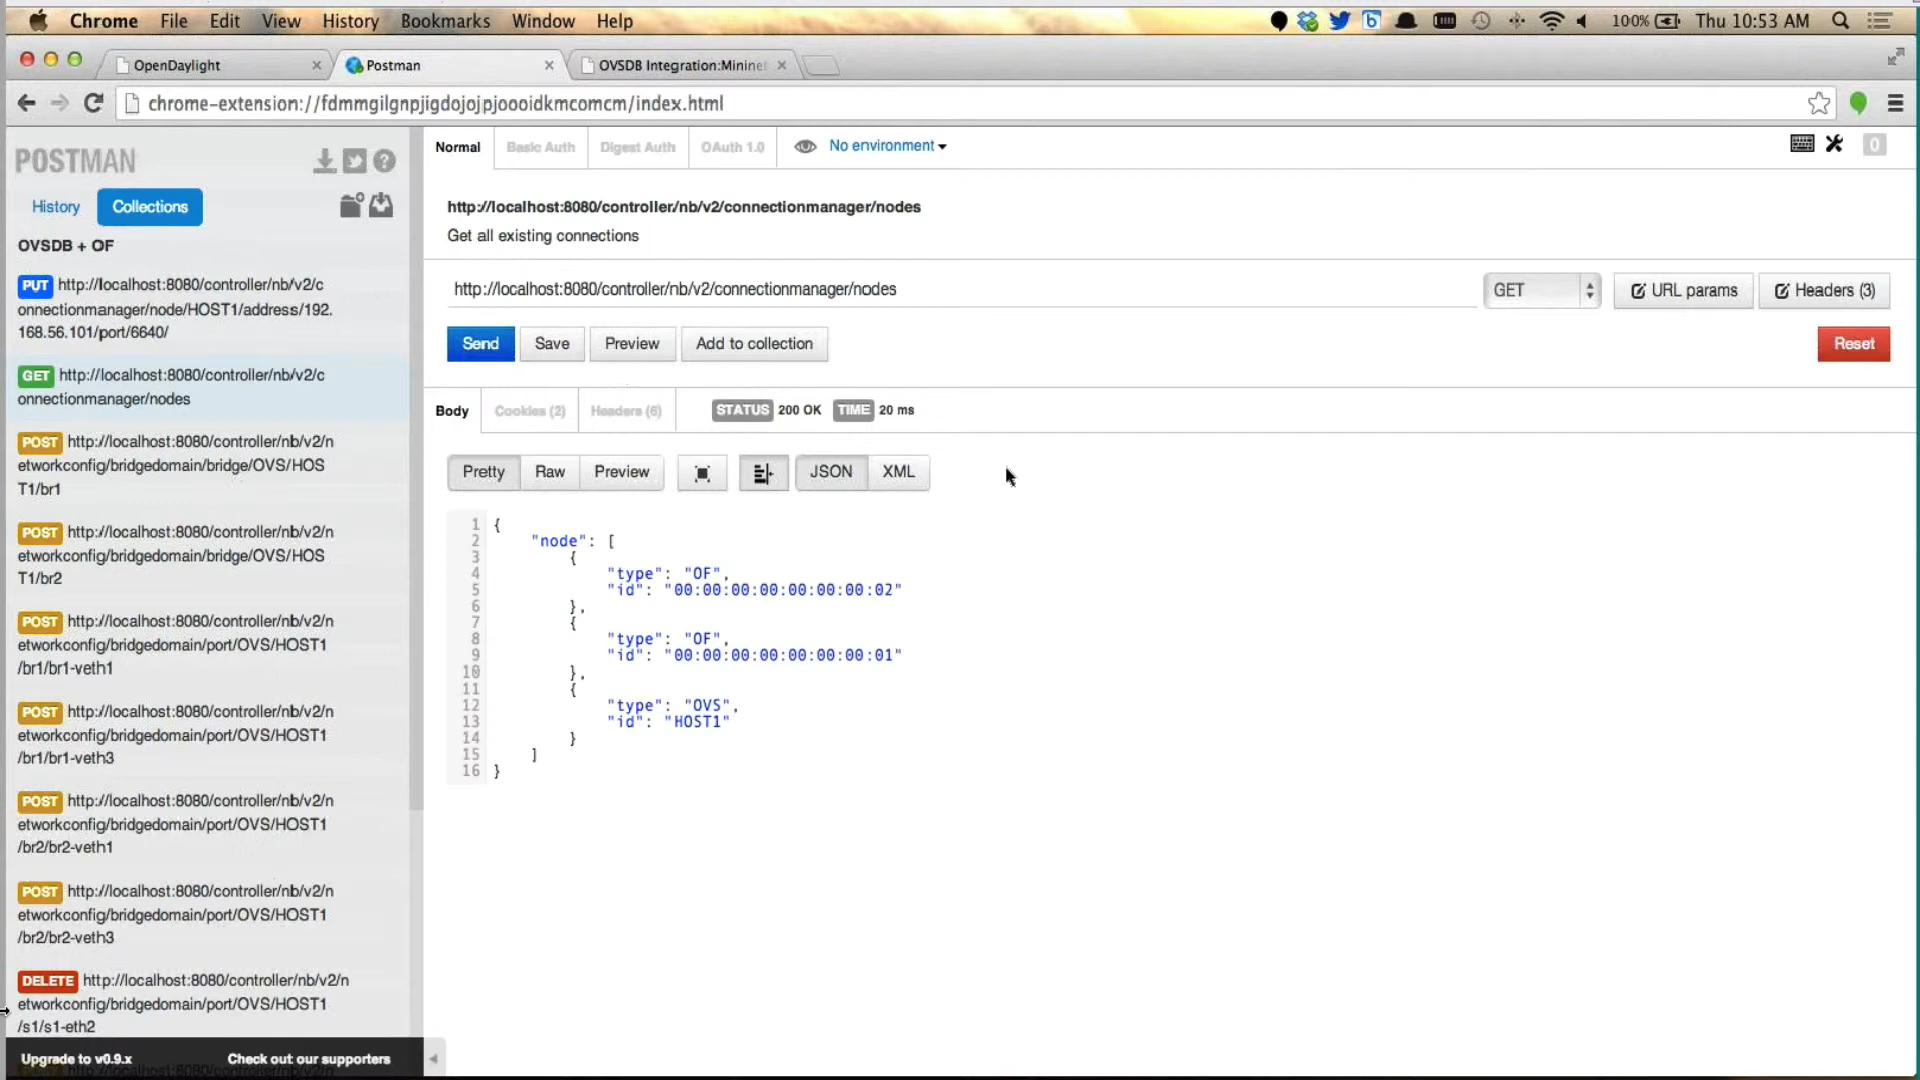 Chrome File Edit View History Bookmarks Window Help 100% Thu 10:53 AM
OpenDaylight Postman OVSDB Integration:Minine
chrome-extension://fdmmgilgnpjigdojojpjoooidkmcomcm/index.html
POSTMAN
History Collections
OVSDB + OF
PUT http://localhost:8080/controller/nb/v2/c
onnectionmanager/node/HOST1/address/192.
168.56.101/port/6640/
GET http://localhost:8080/controller/nb/v2/c
onnectionmanager/nodes
POST http://localhost:8080/controller/nb/v2/n
etworkconfig/bridgedomain/bridge/OVS/HOS
T1/br1
POST http://localhost:8080/controller/nb/v2/n
etworkconfig/bridgedomain/bridge/OVS/HOS
T1/br2
POST http://localhost:8080/controller/nb/v2/n
etworkconfig/bridgedomain/port/OVS/HOST1
/br1/br1-veth1
POST http://localhost:8080/controller/nb/v2/n
etworkconfig/bridgedomain/port/OVS/HOST1
/br1/br1-veth3
POST http://localhost:8080/controller/nb/v2/n
etworkconfig/bridgedomain/port/OVS/HOST1
/br2/br2-veth1
POST http://localhost:8080/controller/nb/v2/n
etworkconfig/bridgedomain/port/OVS/HOST1
/br2/br2-veth3
DELETE http://localhost:8080/controller/nb/v2/n
etworkconfig/bridgedomain/port/OVS/HOST1
/s1/s1-eth2
Upgrade to v0.9.x Check out our supporters
Normal Basic Auth Digest Auth OAuth 1.0 No environment 0
http://localhost:8080/controller/nb/v2/connectionmanager/nodes
Get all existing connections
http://localhost:8080/controller/nb/v2/connectionmanager/nodes GET URL params Headers (3)
Send Save Preview Add to collection Reset
Body Cookies (2) Headers (6) STATUS 200 OK TIME 20 ms
Pretty Raw Preview JSON XML
1 {
2 "node": [
3 {
4 "type": "OF",
5 "id": "00:00:00:00:00:00:00:02"
6 },
7 {
8 "type": "OF",
9 "id": "00:00:00:00:00:00:00:01"
10 },
11 {
12 "type": "OVS",
13 "id": "HOST1"
14 }
15 ]
16 }